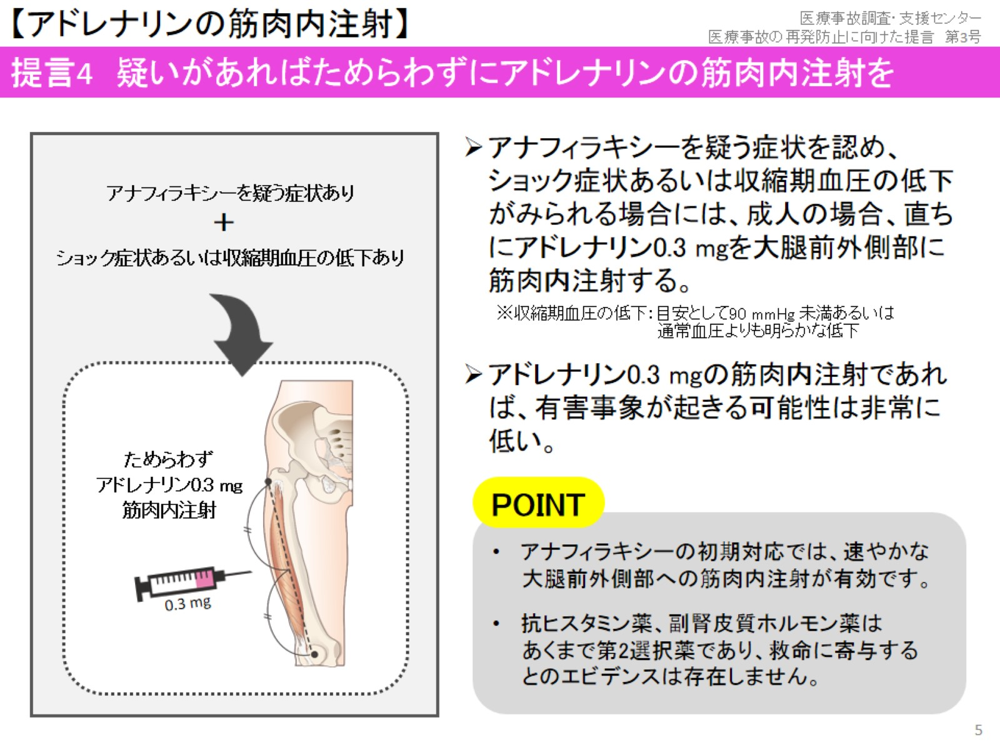 【アドレナリンの筋肉内注射】
医療事故調査・支援センター
医療事故の再発防止に向けた提言 第3号
提言4 疑いがあればためらわずにアドレナリンの筋肉内注射を
アナフィラキシーを疑う症状あり
＋
ショック症状あるいは収縮期血圧の低下あり
ためらわず
アドレナリン0.3 mg
筋肉内注射
0.3 mg
➢アナフィラキシーを疑う症状を認め、
ショック症状あるいは収縮期血圧の低下
がみられる場合には、成人の場合、直ち
にアドレナリン0.3 mgを大腿前外側部に
筋肉内注射する。
※収縮期血圧の低下：目安として90 mmHg 未満あるいは
通常血圧よりも明らかな低下
➢アドレナリン0.3 mgの筋肉内注射であれ
ば、有害事象が起きる可能性は非常に
低い。
POINT
• アナフィラキシーの初期対応では、速やかな
大腿前外側部への筋肉内注射が有効です。
• 抗ヒスタミン薬、副腎皮質ホルモン薬は
あくまで第2選択薬であり、救命に寄与する
とのエビデンスは存在しません。
5